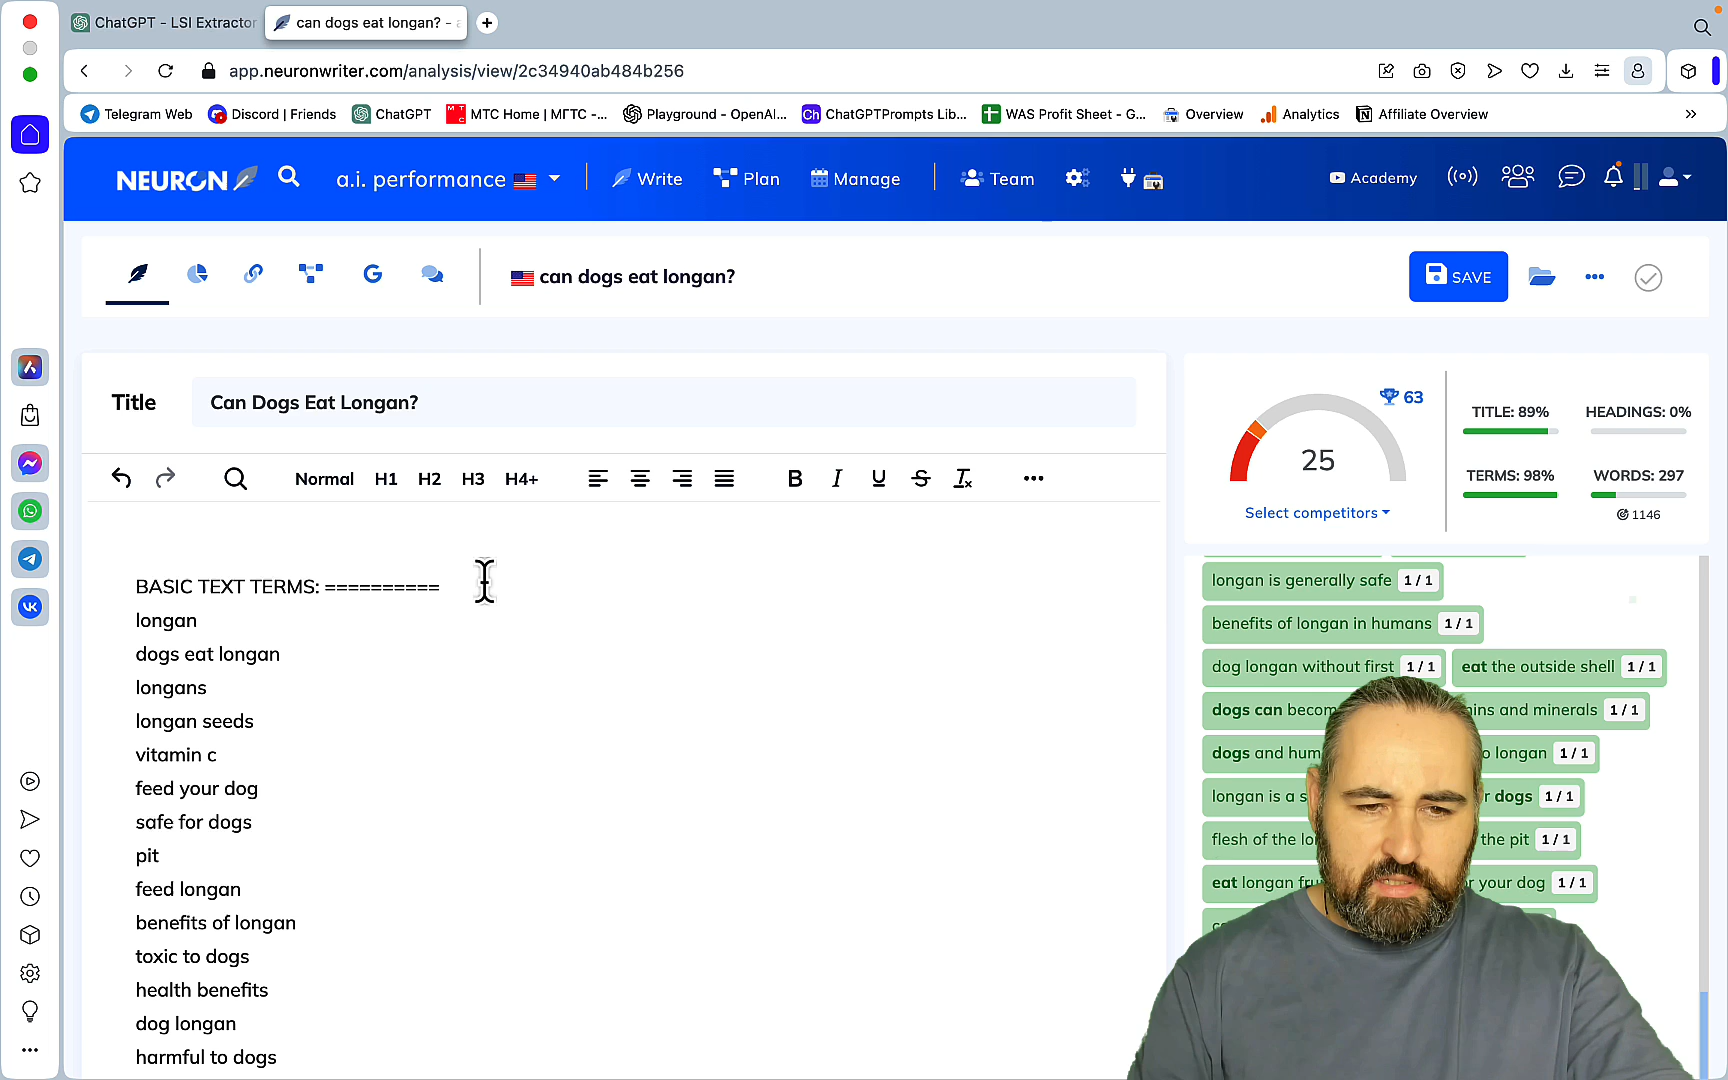 ChatGPT - LSI Extractor
can dogs eat longan? -
app.neuronwriter.com/analysis/view/2c34940ab484b256
Telegram Web
Discord | Friends
ChatGPT
МТС Home | МГТС -...
Playground - OpenAI...
Ch
ChatGPTPrompts Lib...
WAS Profit Sheet - G...
Overview
Analytics
Affiliate Overview
NEURON
a.i. performance
Write
Plan
Manage
Team
Academy
can dogs eat longan?
SAVE
Title
Can Dogs Eat Longan?
63
25
Select competitors
TITLE: 89%
HEADINGS: 0%
TERMS: 98%
WORDS: 297
1146
Normal H1 H2 H3 H4+
B I U S
BASIC TEXT TERMS: ==========
longan
dogs eat longan
longans
longan seeds
vitamin c
feed your dog
safe for dogs
pit
feed longan
benefits of longan
toxic to dogs
health benefits
dog longan
harmful to dogs
longan is generally safe 1 / 1
benefits of longan in humans 1 / 1
dog longan without first 1 / 1
eat the outside shell 1 / 1
dogs can
and minerals 1 / 1
dogs and
longan 1 / 1
longan is a
dogs 1 / 1
flesh of the
the pit 1 / 1
eat longan
your dog 1 / 1